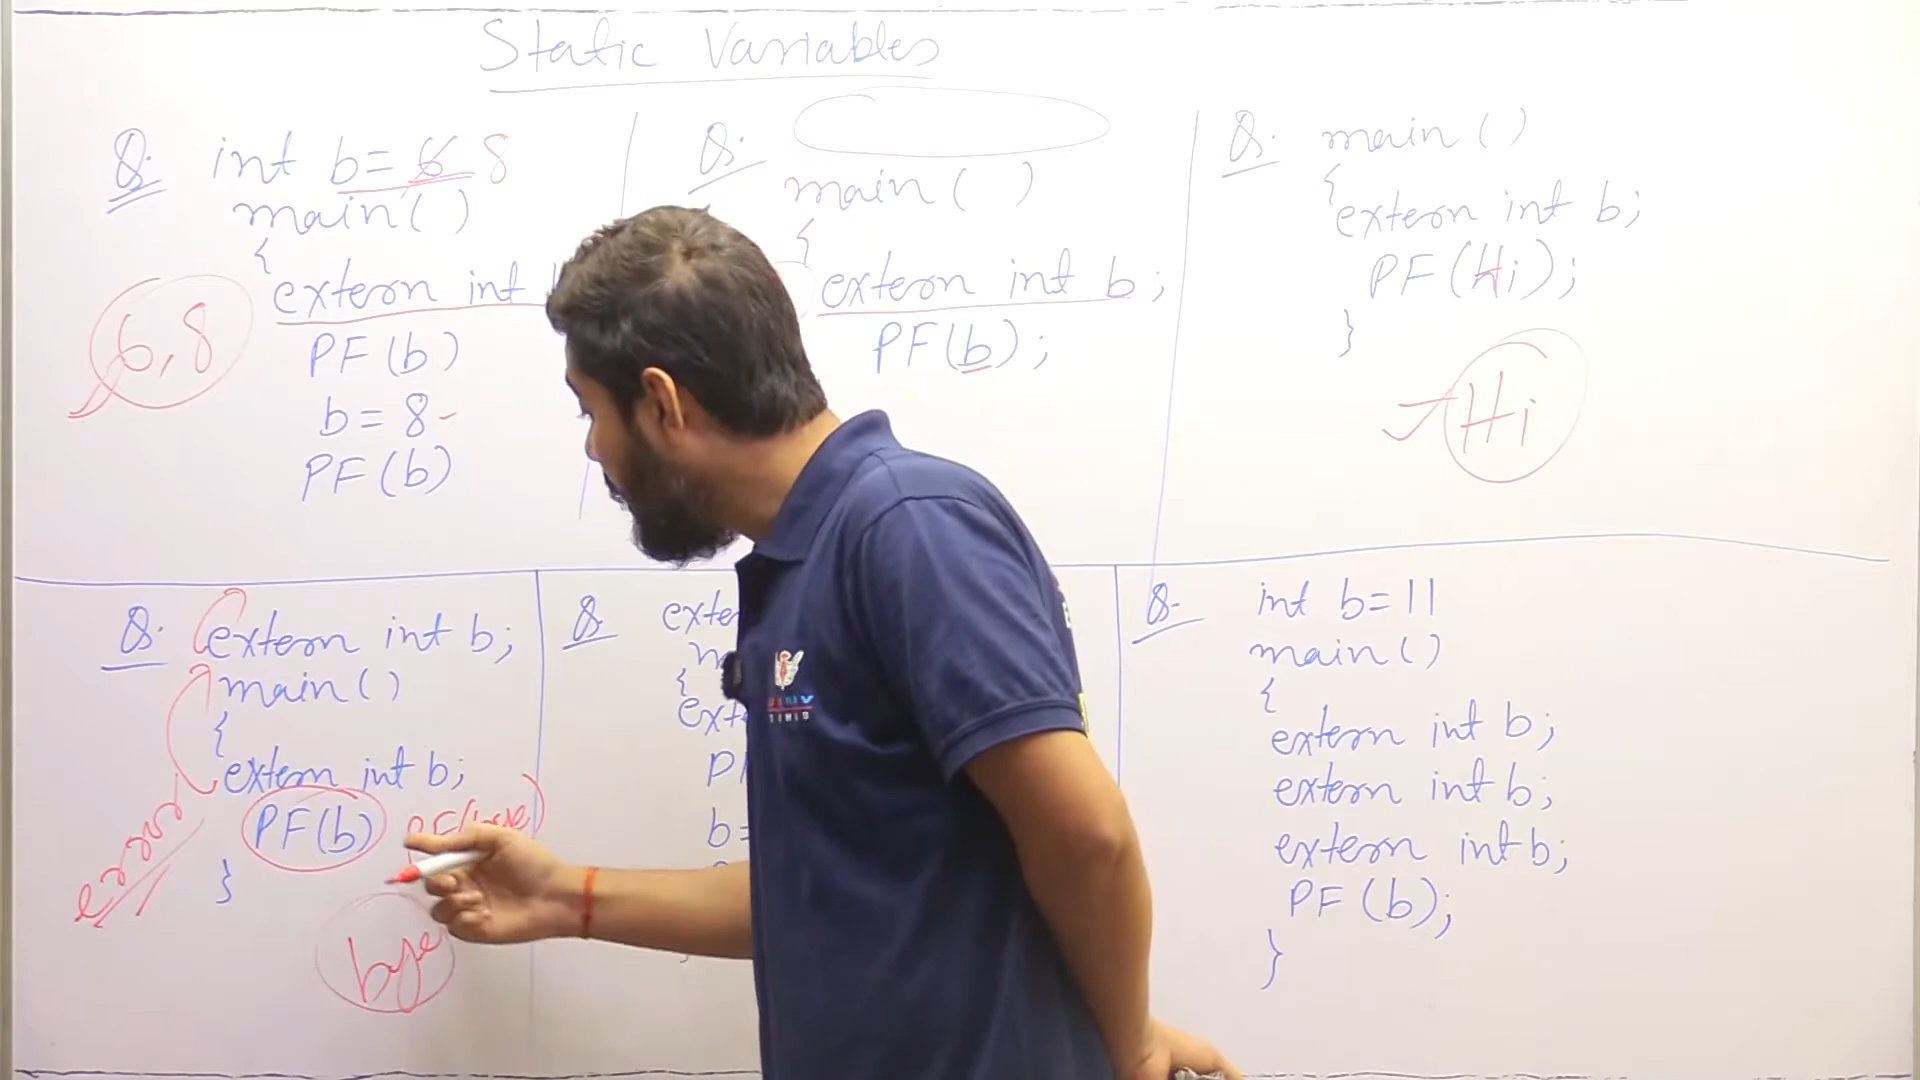 Static Variables
Q. int b= 6 8
main()
{
extern int
PF (b)
b = 8-
PF (b)
6,8
Q.
main ( )
{
extern int b;
PF(b);
Q. main ()
{
extern int b;
PF (Hi);
}
Hi
Q. extern int b;
main ()
{
extern int b;
PF(b) PF(bye)
}
error
bye
Q.
{
b=
Q- int b=11
main ()
{
extern int b;
extern int b;
extern int b;
PF (b);
}